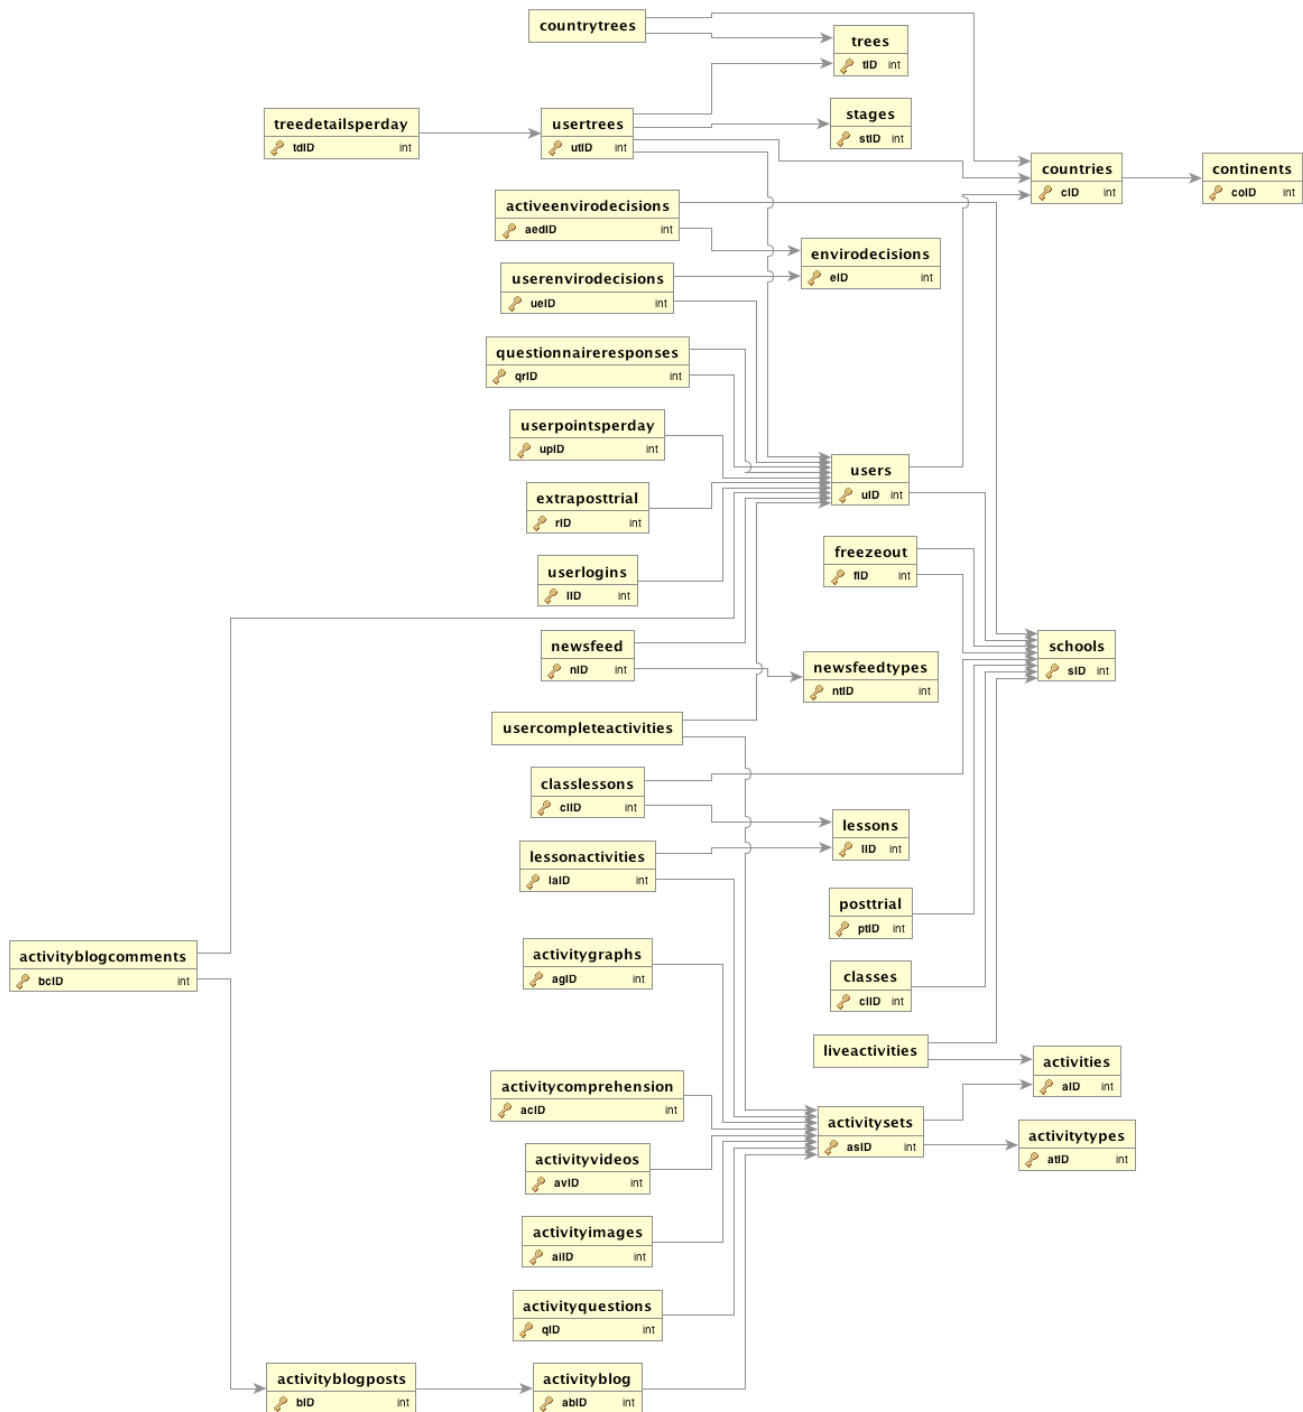 countrytrees
trees
tID int
treedetailsperday
tdID int
usertrees
utID int
stages
stID int
countries
cID int
continents
coID int
activeenvirodecisions
aedID int
envirodecisions
eID int
userenvirodecisions
ueID int
questionnaireresponses
qrID int
userpointsperday
upID int
users
uID int
extraposttrial
rID int
freezeout
fID int
userlogins
lID int
newsfeed
nID int
newsfeedtypes
ntID int
schools
sID int
usercompleteactivities
classlessons
clID int
lessons
lID int
lessonactivities
laID int
posttrial
ptID int
activityblogcomments
bcID int
activitygraphs
agID int
classes
clID int
liveactivities
activities
aID int
activitycomprehension
acID int
activitysets
asID int
activitytypes
atID int
activityvideos
avID int
activityimages
aiID int
activityquestions
qID int
activityblogposts
bID int
activityblog
abID int